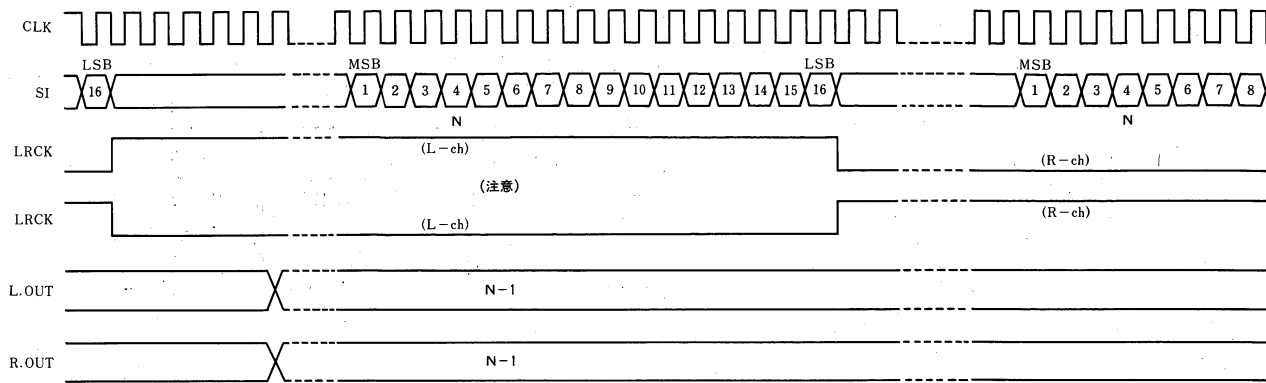 CLK
LSB MSB LSB MSB
SI 16 1 2 3 4 5 6 7 8 9 10 11 12 13 14 15 16 1 2 3 4 5 6 7 8
N N
LRCK (L-ch) (R-ch)
(注意)
LRCK (L-ch) (R-ch)
L.OUT N-1
R.OUT N-1